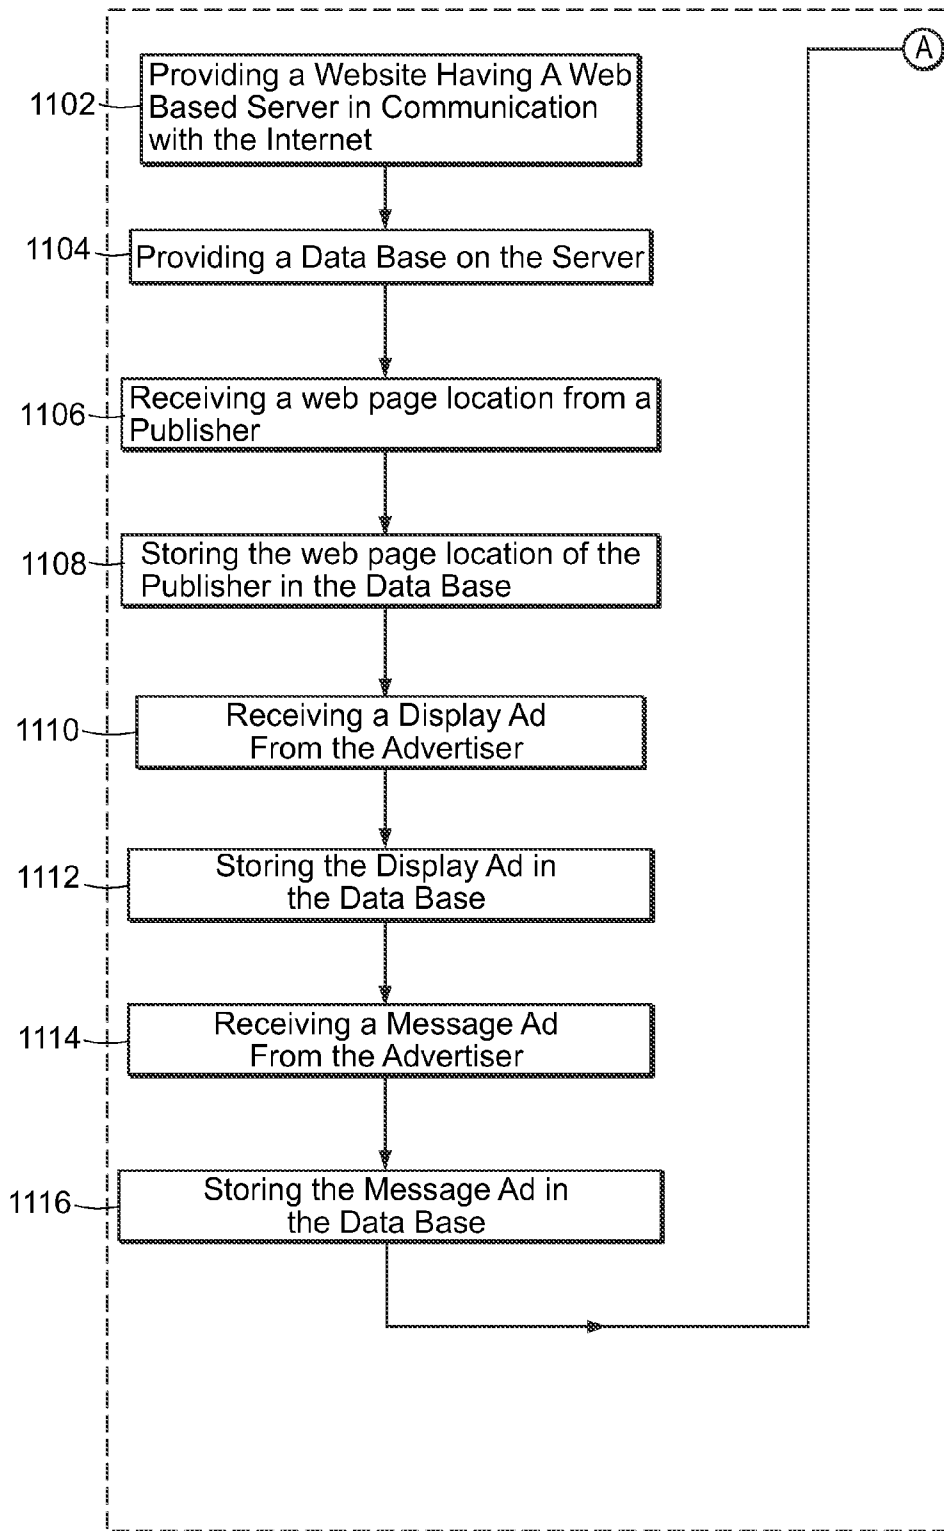 A
1102
Providing a Website Having A Web
Based Server in Communication
with the Internet
1104
Providing a Data Base on the Server
1106
Receiving a web page location from a
Publisher
1108
Storing the web page location of the
Publisher in the Data Base
1110
Receiving a Display Ad
From the Advertiser
1112
Storing the Display Ad in
the Data Base
1114
Receiving a Message Ad
From the Advertiser
1116
Storing the Message Ad in
the Data Base